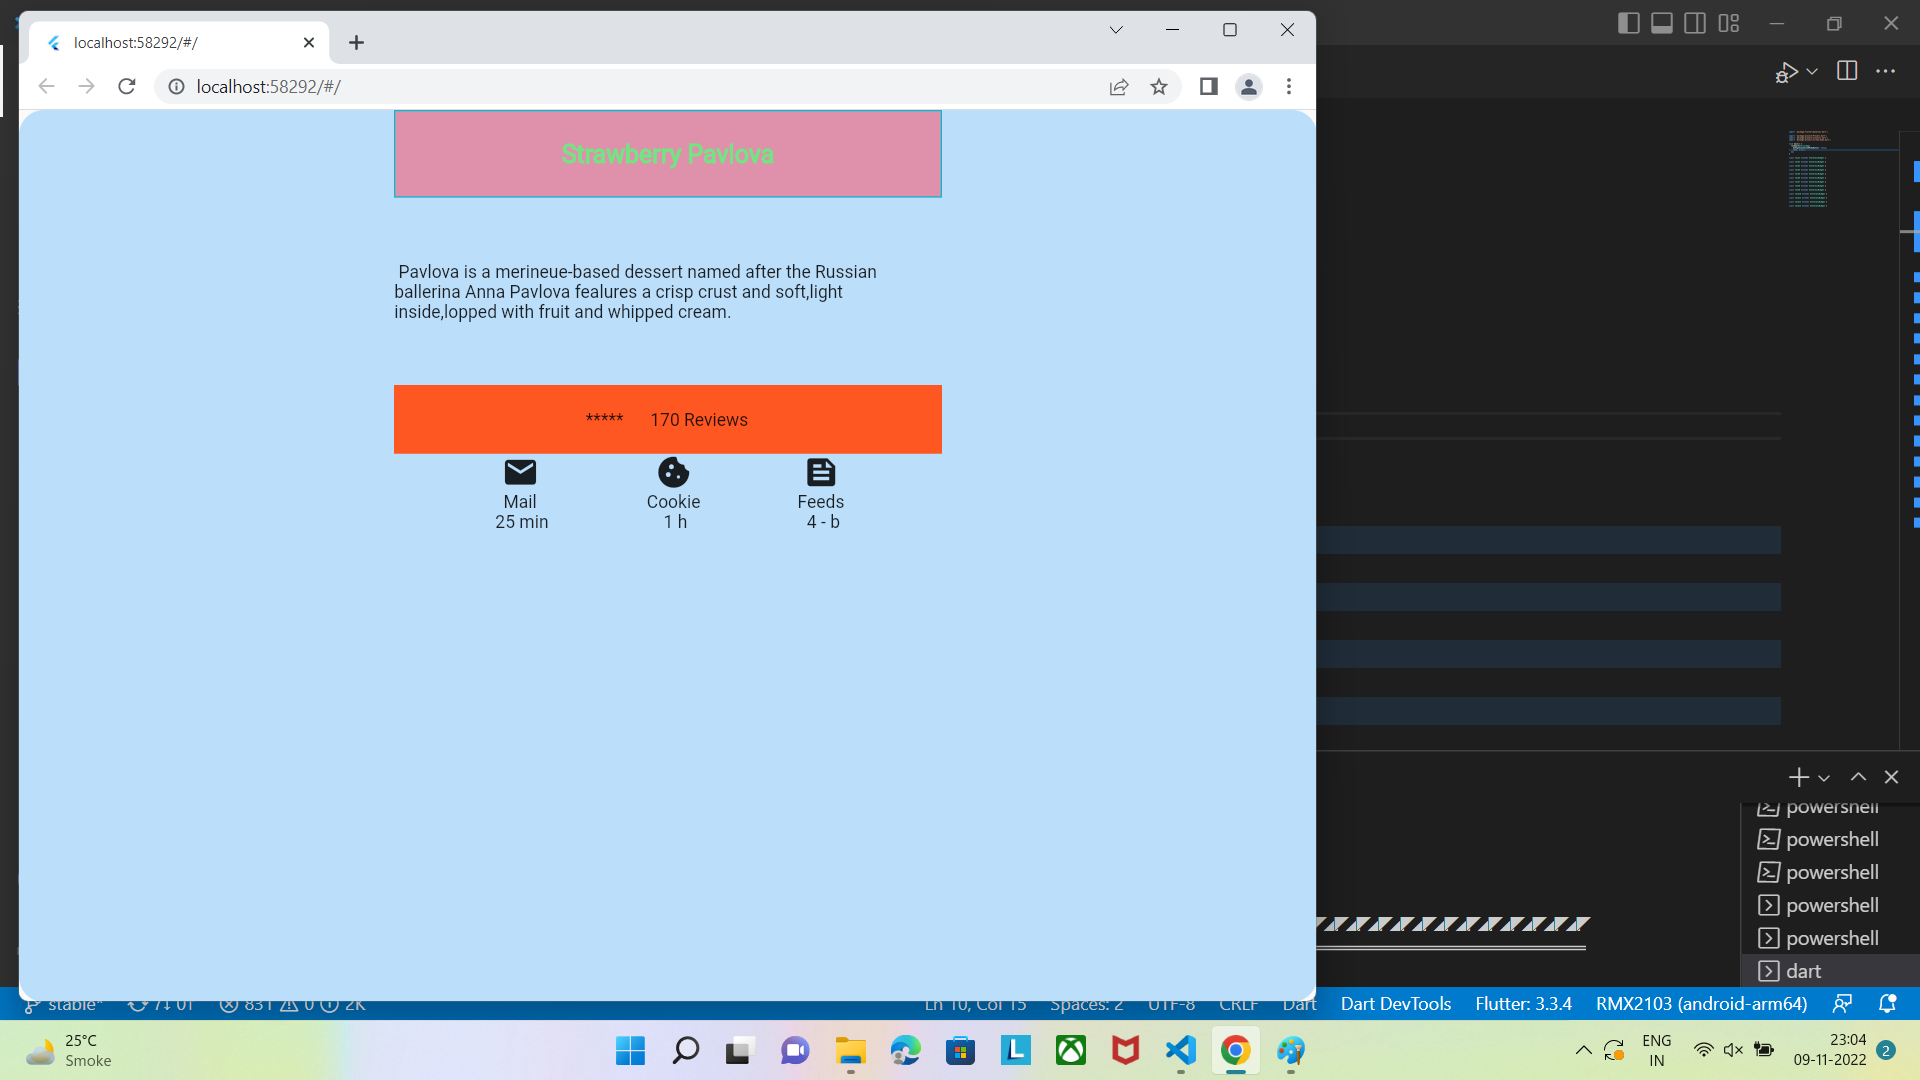 localhost:58292/#/
localhost:58292/#/
Strawberry Pavlova
Pavlova is a merineue-based dessert named after the Russian
ballerina Anna Pavlova fealures a crisp crust and soft,light
inside,lopped with fruit and whipped cream.
***** 170 Reviews
Mail Cookie Feeds
25 min 1 h 4 - b
powershell
powershell
powershell
powershell
powershell
dart
stable* 7↓ 0↑ 831 0 2K Ln 10, Col 15 Spaces: 2 UTF-8 CRLF Dart Dart DevTools Flutter: 3.3.4 RMX2103 (android-arm64)
25°C
Smoke
ENG
IN
23:04
09-11-2022
2